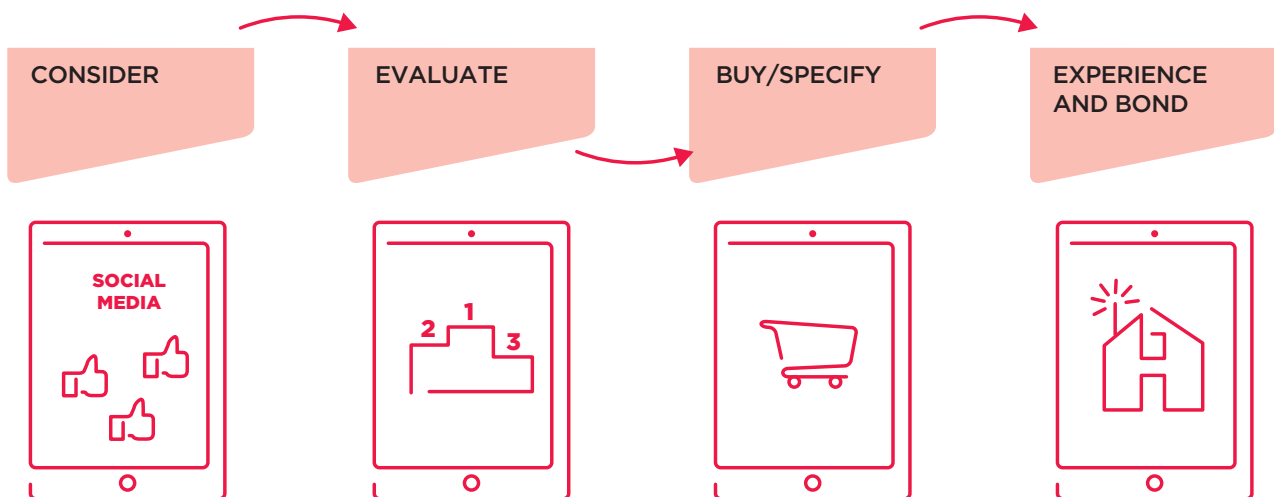 CONSIDER
EVALUATE
BUY/SPECIFY
EXPERIENCE
AND BOND
SOCIAL
MEDIA
1
2
3